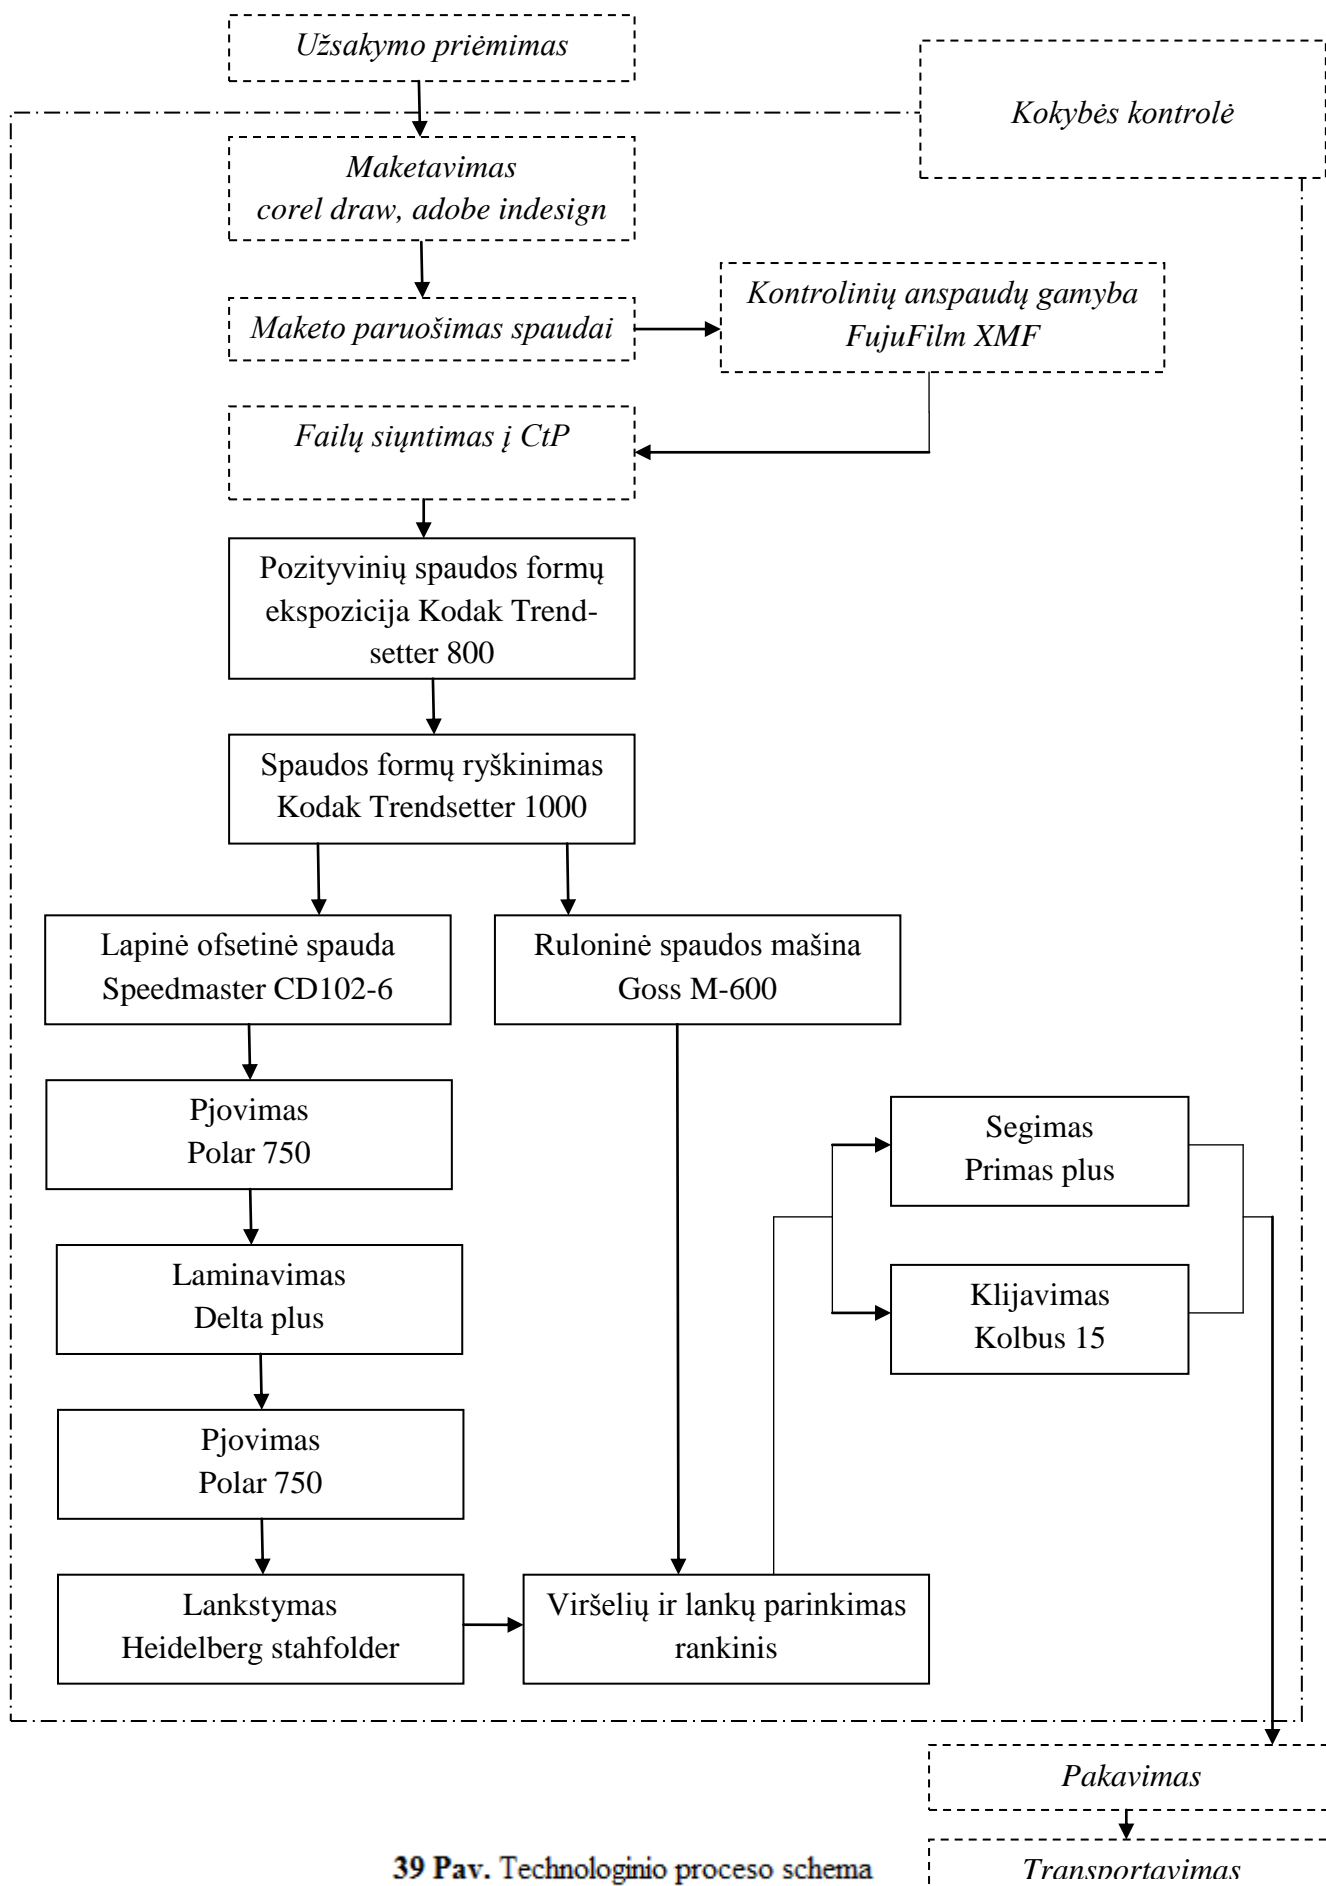 Užsakymo priėmimas
Kokybės kontrolė
Maketavimas
corel draw, adobe indesign
Maketo paruošimas spaudai
Kontrolinių anspaudų gamyba
FujuFilm XMF
Failų siųntimas į CtP
Pozityvinių spaudos formų
ekspozicija Kodak Trend-
setter 800
Spaudos formų ryškinimas
Kodak Trendsetter 1000
Lapinė ofsetinė spauda
Speedmaster CD102-6
Ruloninė spaudos mašina
Goss M-600
Pjovimas
Polar 750
Segimas
Primas plus
Laminavimas
Delta plus
Klijavimas
Kolbus 15
Pjovimas
Polar 750
Lankstymas
Heidelberg stahfolder
Viršelių ir lankų parinkimas
rankinis
Pakavimas
Transportavimas
39 Pav. Technologinio proceso schema